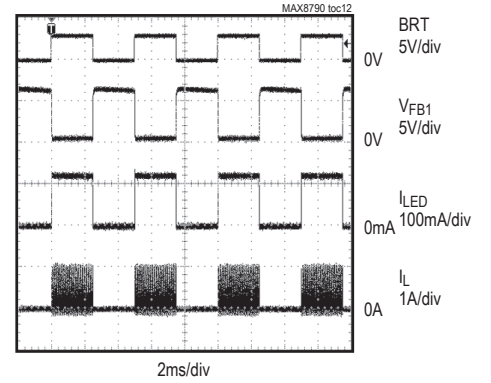 MAX8790 toc12
T
BRT
5V/div
0V
VFB1
5V/div
0V
ILED
100mA/div
0mA
IL
1A/div
0A
2ms/div